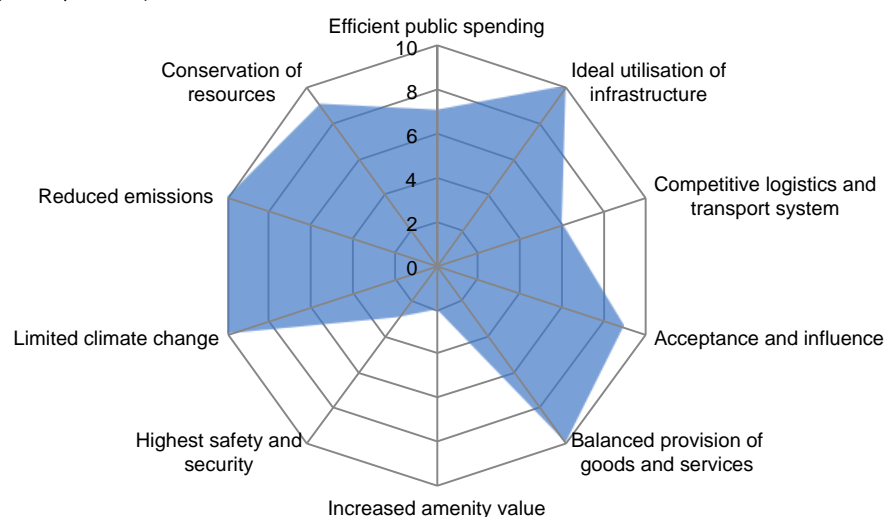 Efficient public spending
10
Conservation of
resources
Ideal utilisation of
infrastructure
8
6
Reduced emissions
Competitive logistics and
transport system
4
2
0
Limited climate change
Acceptance and influence
Highest safety and
security
Balanced provision of
goods and services
Increased amenity value